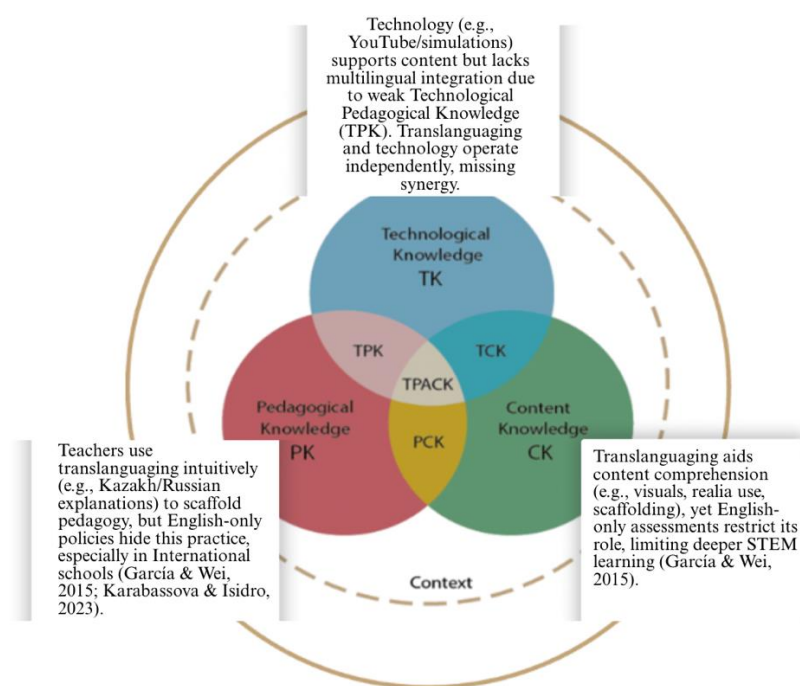 Technology (e.g.,
YouTube/simulations)
supports content but lacks
multilingual integration due
to weak Technological
Pedagogical Knowledge
(TPK). Translanguaging
and technology operate
independently, missing
synergy.
Technological
Knowledge
TK
TPK
TCK
TPACK
Pedagogical
Knowledge
PK
Content
Knowledge
CK
PCK
Teachers use
translanguaging intuitively
(e.g., Kazakh/Russian
explanations) to scaffold
pedagogy, but English-only
policies hide this practice,
especially in International
schools (García & Wei,
2015; Karabassova & Isidro,
2023).
Translanguaging aids
content comprehension
(e.g., visuals, realia use,
scaffolding), yet English-
only assessments restrict its
role, limiting deeper STEM
learning (García & Wei,
2015).
Context